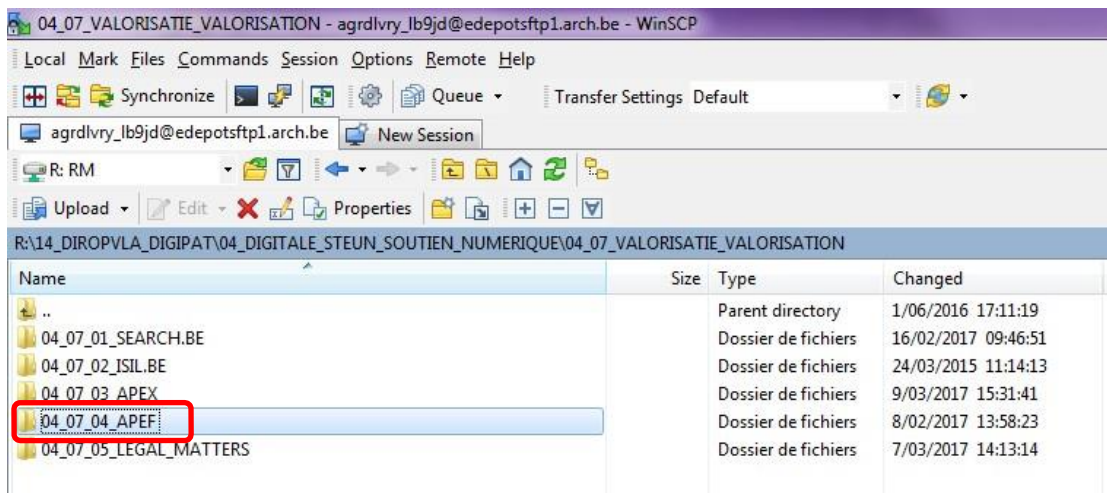 04_07_VALORISATIE_VALORISATION - agrdlvry_lb9jd@edepotsftp1.arch.be - WinSCP
Local Mark Files Commands Session Options Remote Help
Synchronize Queue Transfer Settings Default
agrdlvry_lb9jd@edepotsftp1.arch.be New Session
R: RM
Upload Edit Properties
R:\14_DIROPVLA_DIGIPAT\04_DIGITALE_STEUN_SOUTIEN_NUMERIQUE\04_07_VALORISATIE_VALORISATION
Name Size Type Changed
.. Parent directory 1/06/2016 17:11:19
04_07_01_SEARCH.BE Dossier de fichiers 16/02/2017 09:46:51
04_07_02_ISIL.BE Dossier de fichiers 24/03/2015 11:14:13
04_07_03_APEX Dossier de fichiers 9/03/2017 15:31:41
04_07_04_APEF Dossier de fichiers 8/02/2017 13:58:23
04_07_05_LEGAL_MATTERS Dossier de fichiers 7/03/2017 14:13:14